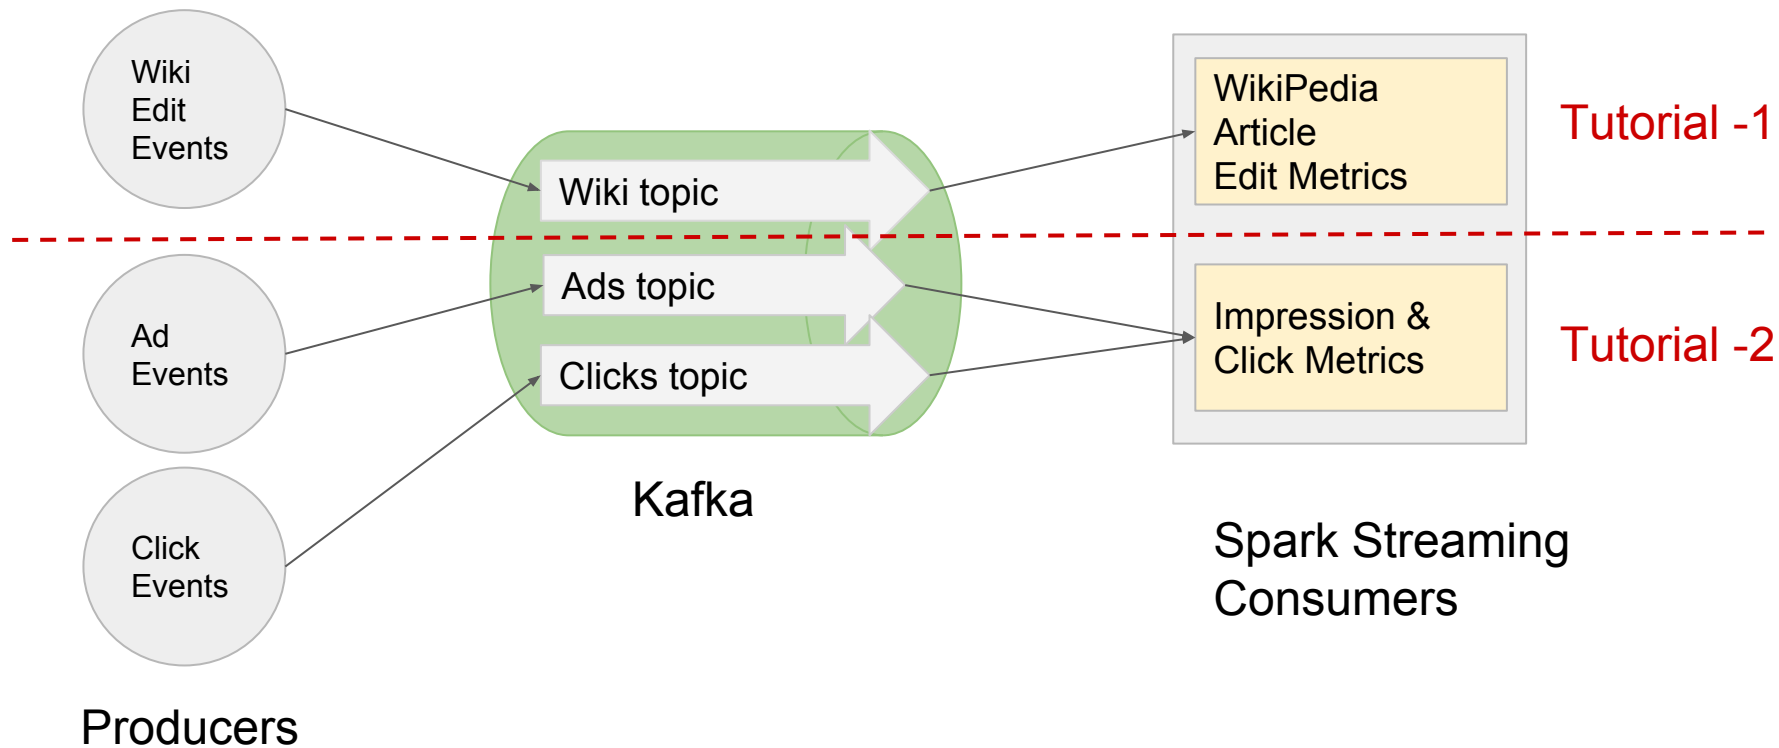 Wiki
Edit
Events
Ad
Events
Click
Events
Producers
Wiki topic
Ads topic
Clicks topic
Kafka
WikiPedia
Article
Edit Metrics
Impression &
Click Metrics
Spark Streaming
Consumers
Tutorial -1
Tutorial -2